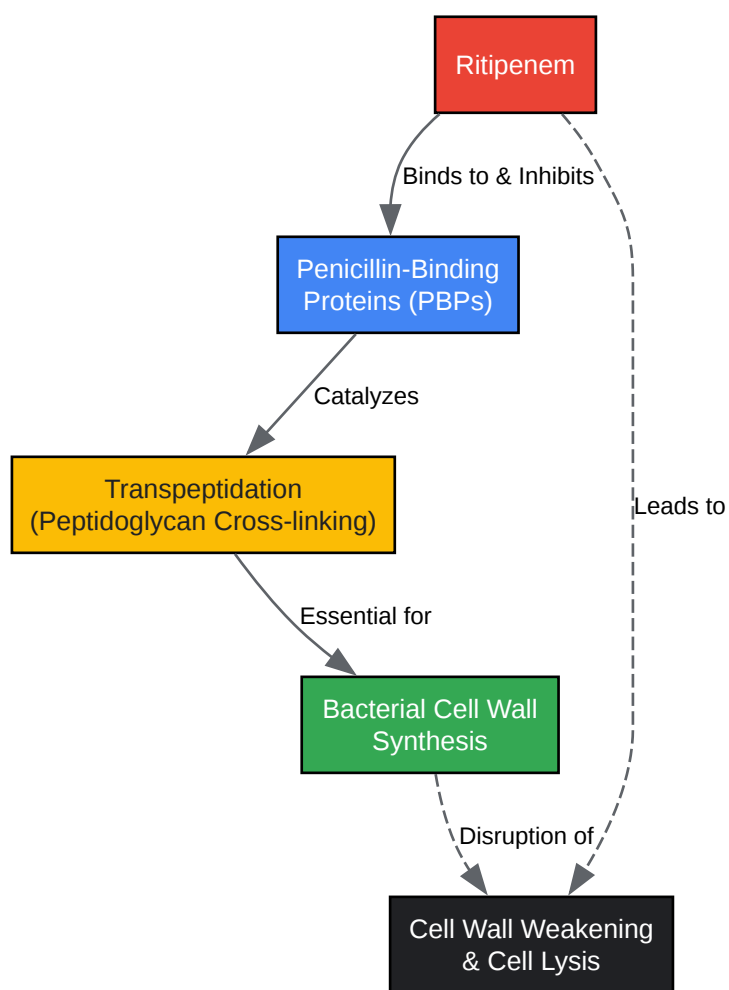 Ritipenem
Binds to & Inhibits
Penicillin-Binding
Proteins (PBPs)
Catalyzes
Transpeptidation
(Peptidoglycan Cross-linking)
Leads to
Essential for
Bacterial Cell Wall
Synthesis
Disruption of
Cell Wall Weakening
& Cell Lysis